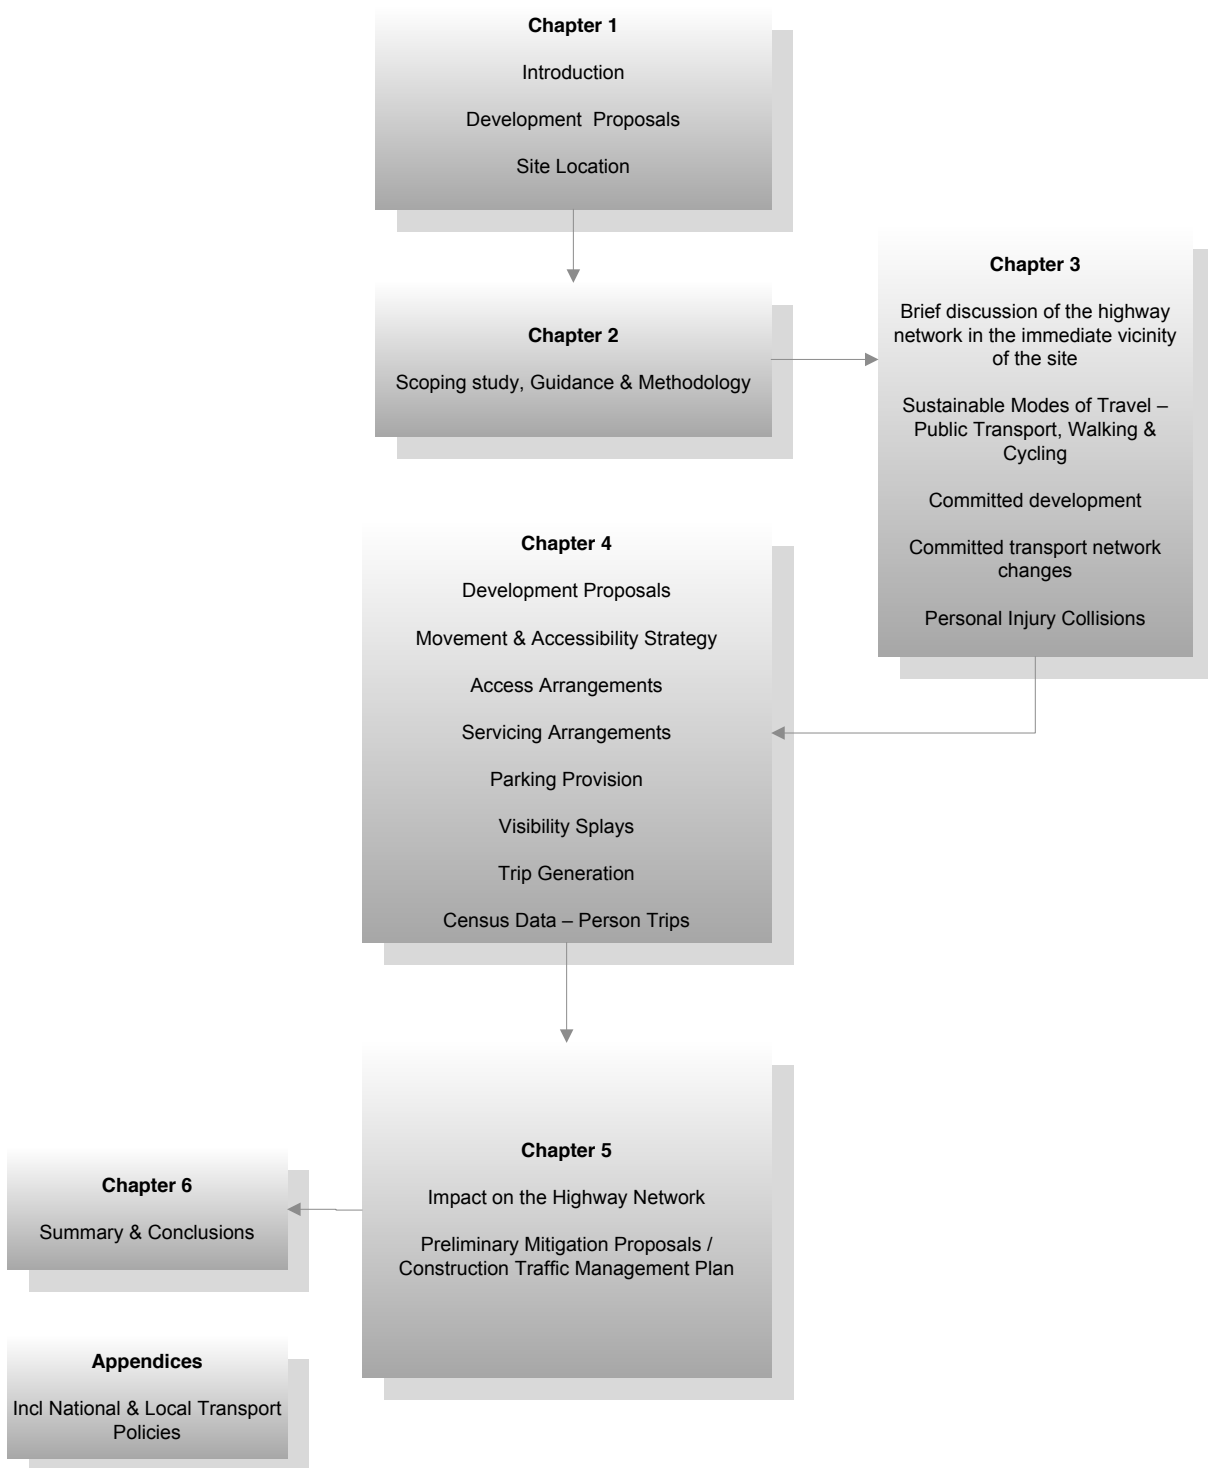 Chapter 1
Introduction
Development  Proposals
Site Location
Chapter 2
Scoping study, Guidance & Methodology
Chapter 3
Brief discussion of the highway
network in the immediate vicinity
of the site
Sustainable Modes of Travel –
Public Transport, Walking &
Cycling
Committed development
Committed transport network
changes
Personal Injury Collisions
Chapter 4
Development Proposals
Movement & Accessibility Strategy
Access Arrangements
Servicing Arrangements
Parking Provision
Visibility Splays
Trip Generation
Census Data – Person Trips
Chapter 5
Impact on the Highway Network
Preliminary Mitigation Proposals /
Construction Traffic Management Plan
Chapter 6
Summary & Conclusions
Appendices
Incl National & Local Transport
Policies